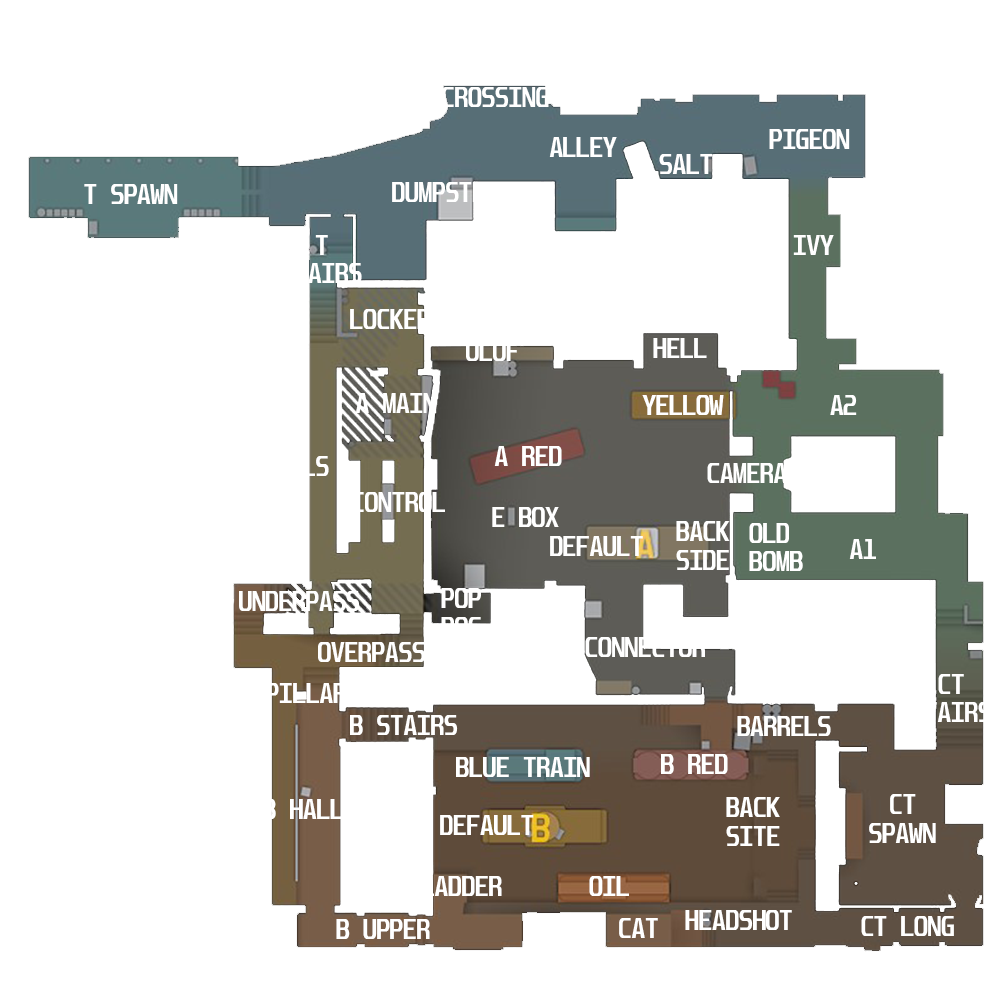 CROSSING
ALLEY
PIGEON
SALT
T SPAWN
DUMPST
T
AIRS
IVY
LOCKER
OLOF
HELL
A MAIN
YELLOW
A2
A RED
LS
CAMERA
CONTROL
E BOX
DEFAULT
A
BACK
SIDE
OLD
BOMB
A1
UNDERPASS
POP
DOG
OVERPASS
CONNECTOR
PILLAR
CT
AIRS
B STAIRS
BARRELS
BLUE TRAIN
B RED
B HALL
DEFAULT
B
BACK
SITE
CT
SPAWN
LADDER
OIL
B UPPER
CAT
HEADSHOT
CT LONG